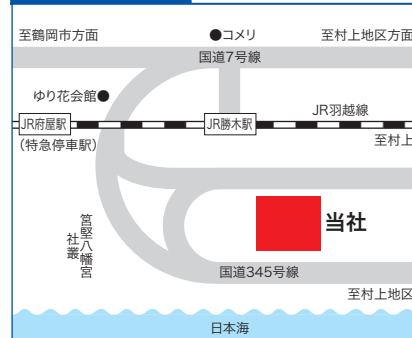 至鶴岡市方面
●コメリ
至村上地区方面
国道7号線
ゆり花会館●
JR羽越線
JR府屋駅
JR勝木駅
(特急停車駅)
至村上
筥堅八幡宮
社叢
当社
国道345号線
至村上地区
日本海